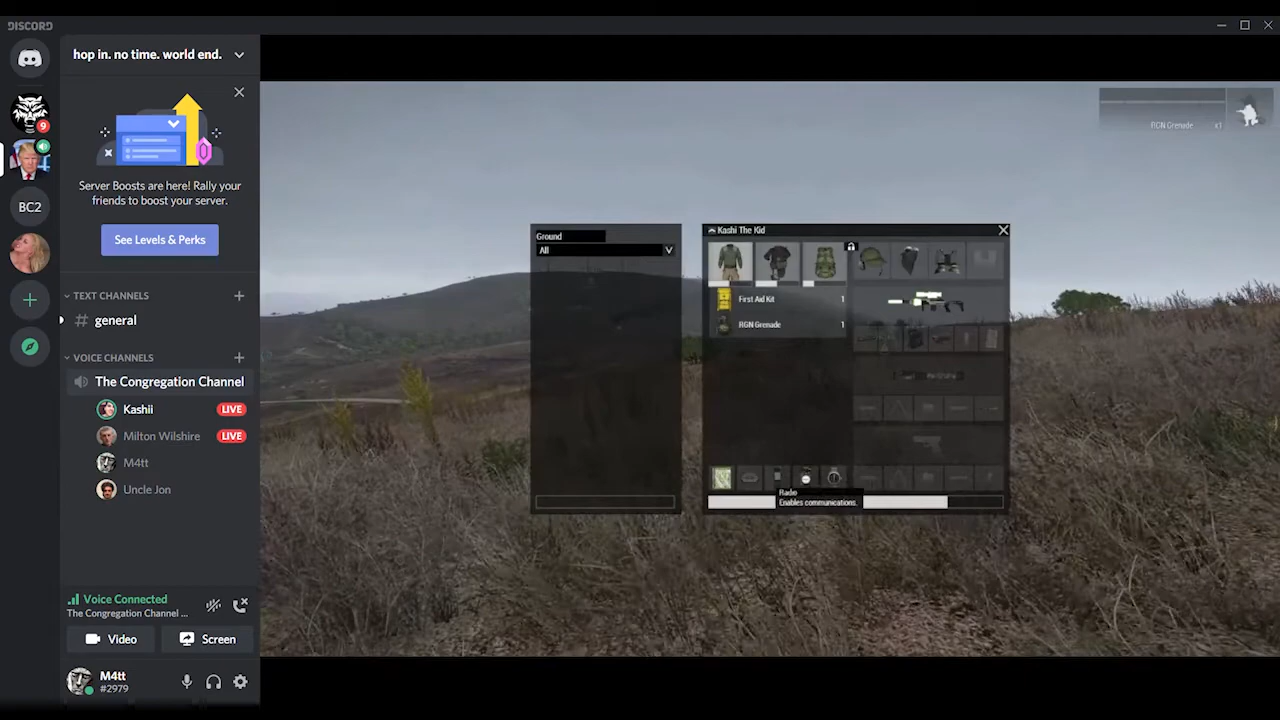 DISCORD
hop in. no time. world end.
9
BC2
Server Boosts are here! Rally your
friends to boost your server.
See Levels & Perks
TEXT CHANNELS
# general
VOICE CHANNELS
The Congregation Channel
Kashii LIVE
Milton Wilshire LIVE
M4tt
Uncle Jon
Voice Connected
The Congregation Channel ...
Video
Screen
M4tt
#2979
RGN Grenade x1
Ground
All
Kashi The Kid
First Aid Kit 1
RGN Grenade 1
Radio
Enables communications.